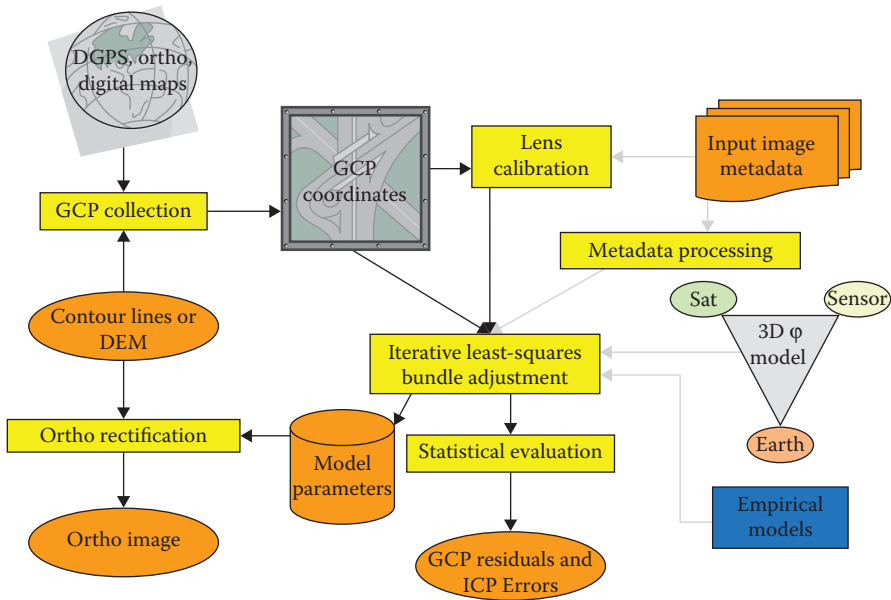 DGPS, ortho,
digital maps
GCP collection
GCP
coordinates
Lens
calibration
Input image
metadata
Metadata processing
Sat
Sensor
3D φ
model
Earth
Contour lines or
DEM
Iterative least-squares
bundle adjustment
Ortho rectification
Model
parameters
Statistical evaluation
Empirical
models
Ortho image
GCP residuals and
ICP Errors